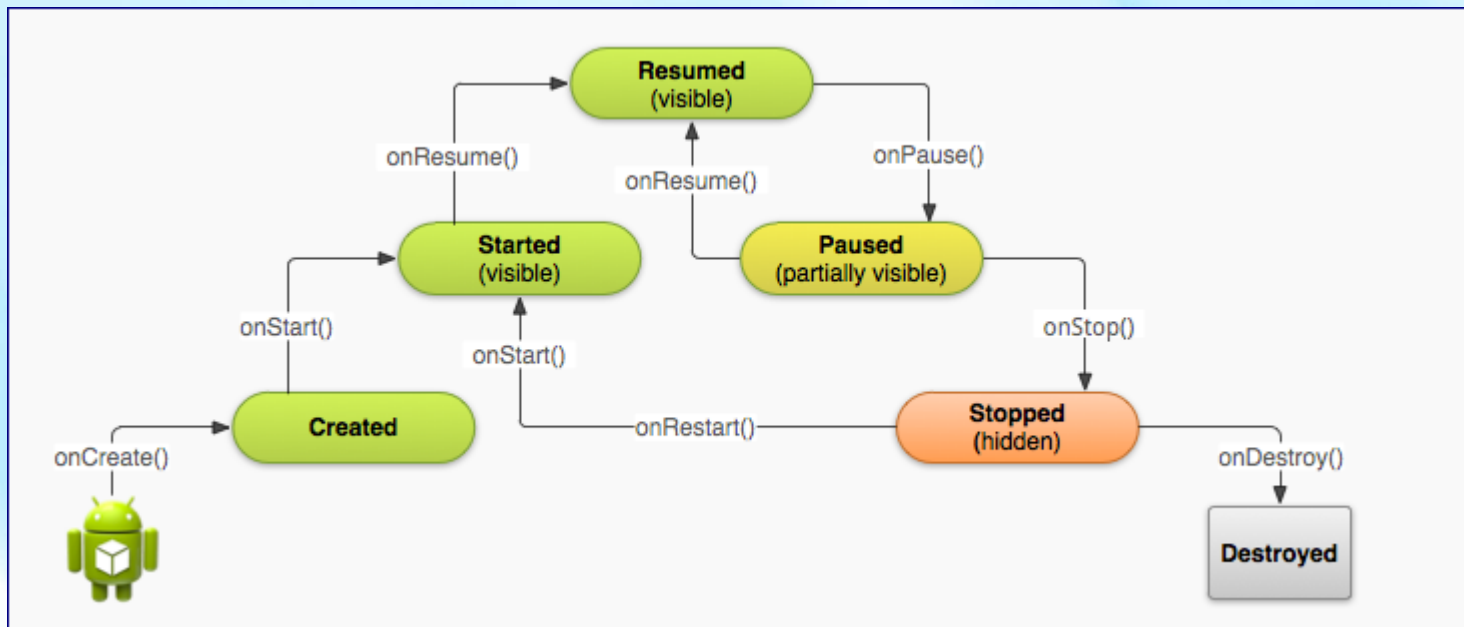 Resumed
(visible)
onResume()
onPause()
onResume()
Started
(visible)
Paused
(partially visible)
onStart()
onStart()
onStop()
Created
onRestart()
Stopped
(hidden)
onCreate()
onDestroy()
Destroyed